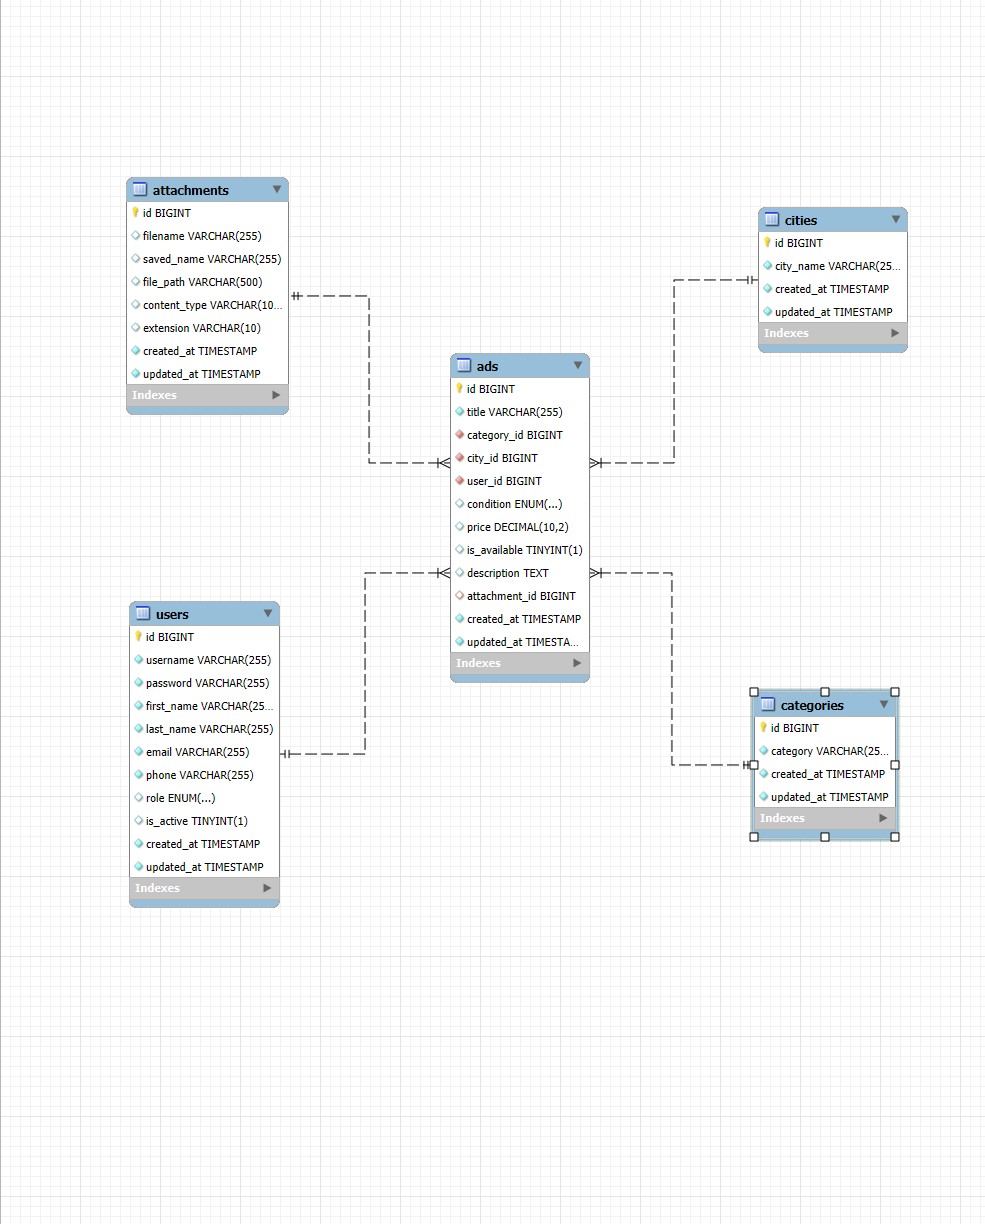 attachments
id BIGINT
filename VARCHAR(255)
saved_name VARCHAR(255)
file_path VARCHAR(500)
content_type VARCHAR(10...
extension VARCHAR(10)
created_at TIMESTAMP
updated_at TIMESTAMP
Indexes
cities
id BIGINT
city_name VARCHAR(25...
created_at TIMESTAMP
updated_at TIMESTAMP
Indexes
ads
id BIGINT
title VARCHAR(255)
category_id BIGINT
city_id BIGINT
user_id BIGINT
condition ENUM(...)
price DECIMAL(10,2)
is_available TINYINT(1)
description TEXT
attachment_id BIGINT
created_at TIMESTAMP
updated_at TIMESTA...
Indexes
users
id BIGINT
username VARCHAR(255)
password VARCHAR(255)
first_name VARCHAR(25...
last_name VARCHAR(255)
email VARCHAR(255)
phone VARCHAR(255)
role ENUM(...)
is_active TINYINT(1)
created_at TIMESTAMP
updated_at TIMESTAMP
Indexes
categories
id BIGINT
category VARCHAR(25...
created_at TIMESTAMP
updated_at TIMESTAMP
Indexes